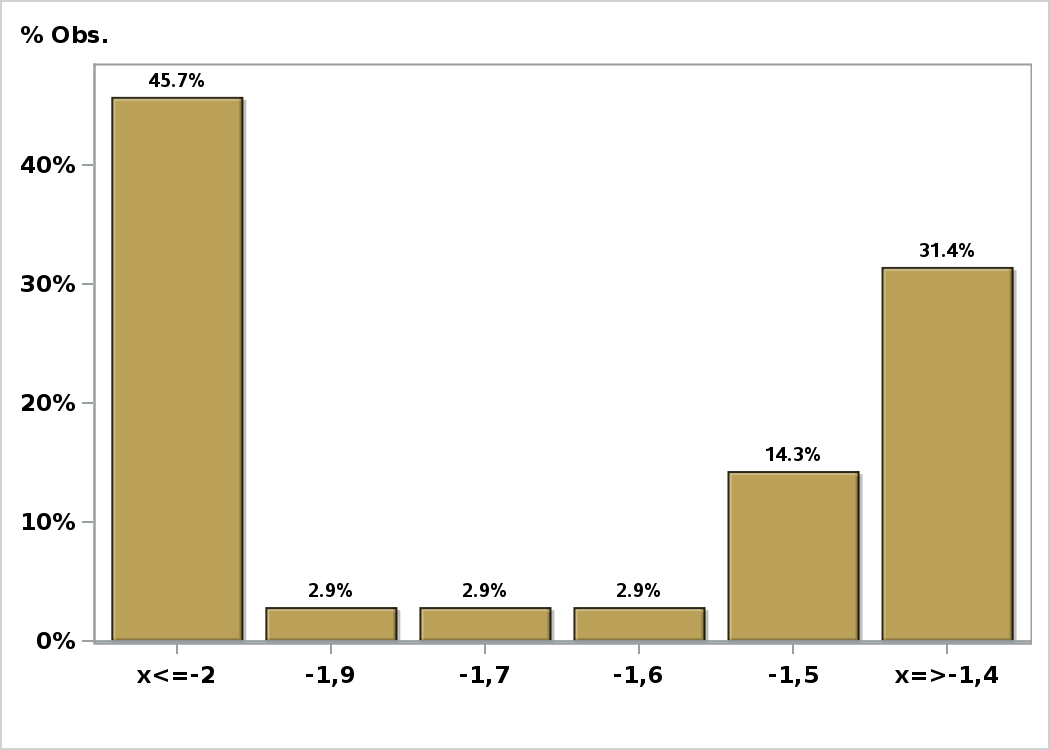 % Obs.
45.7%
40%
31.4%
30%
20%
14.3%
10%
2.9% 2.9% 2.9%
0%
x<=-2 -1,9 -1,7 -1,6 -1,5 x=>-1,4